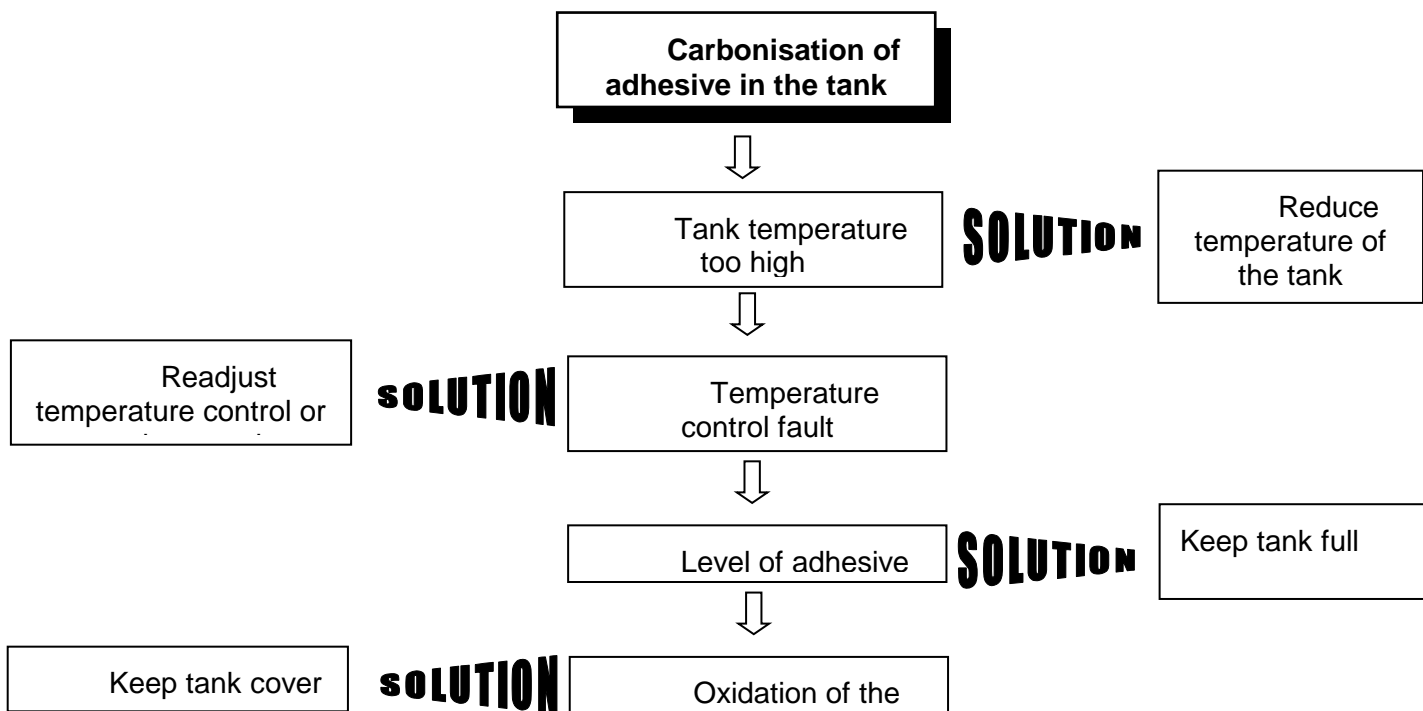 Carbonisation of
adhesive in the tank
Tank temperature
too high
SOLUTION
Reduce
temperature of
the tank
Readjust
temperature control or
SOLUTION
Temperature
control fault
Level of adhesive
SOLUTION
Keep tank full
Keep tank cover
SOLUTION
Oxidation of the